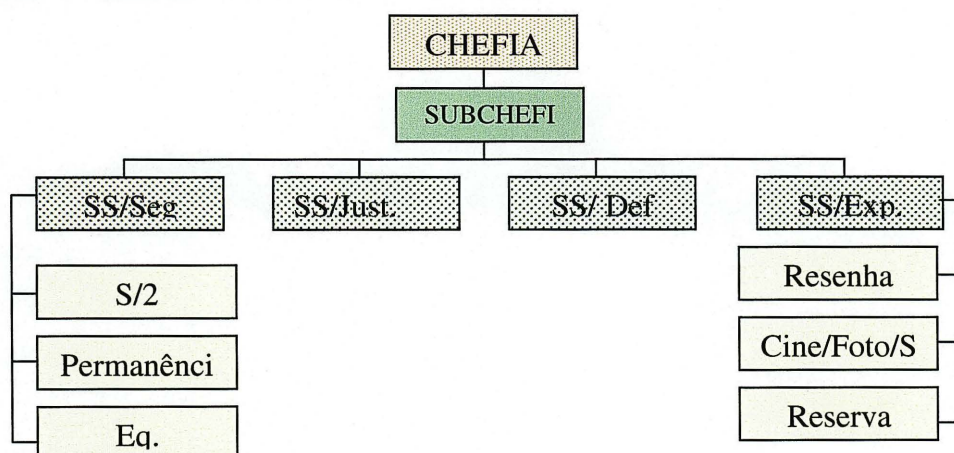 CHEFIA
SUBCHEFI
SS/Seg
SS/Just.
SS/ Def
SS/Exp.
S/2
Permanênci
Eq.
Resenha
Cine/Foto/S
Reserva